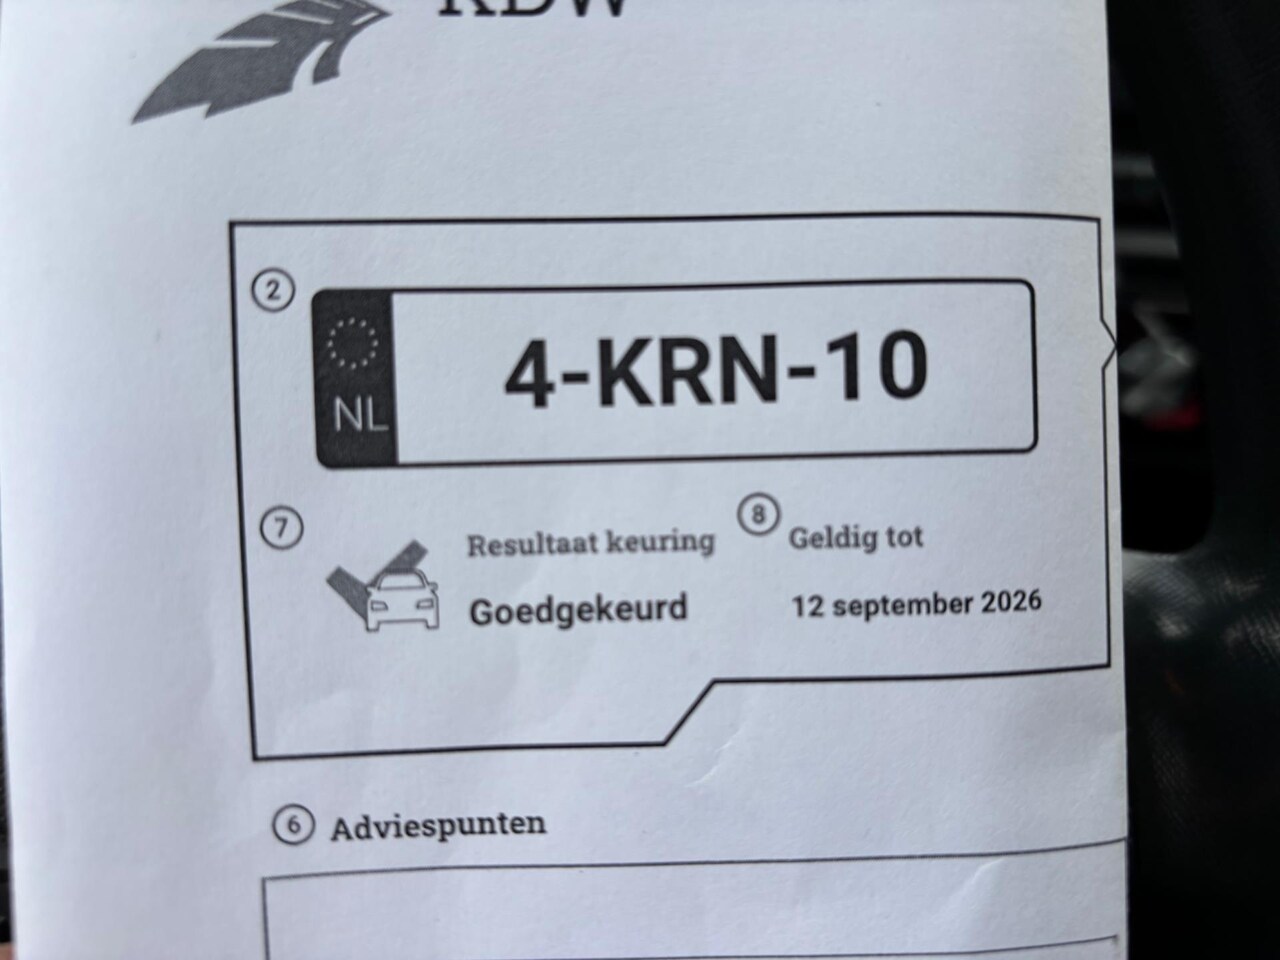 RDW
2
NL
4-KRN-10
7
Resultaat keuring
8
Geldig tot
Goedgekeurd
12 september 2026
6
Adviespunten